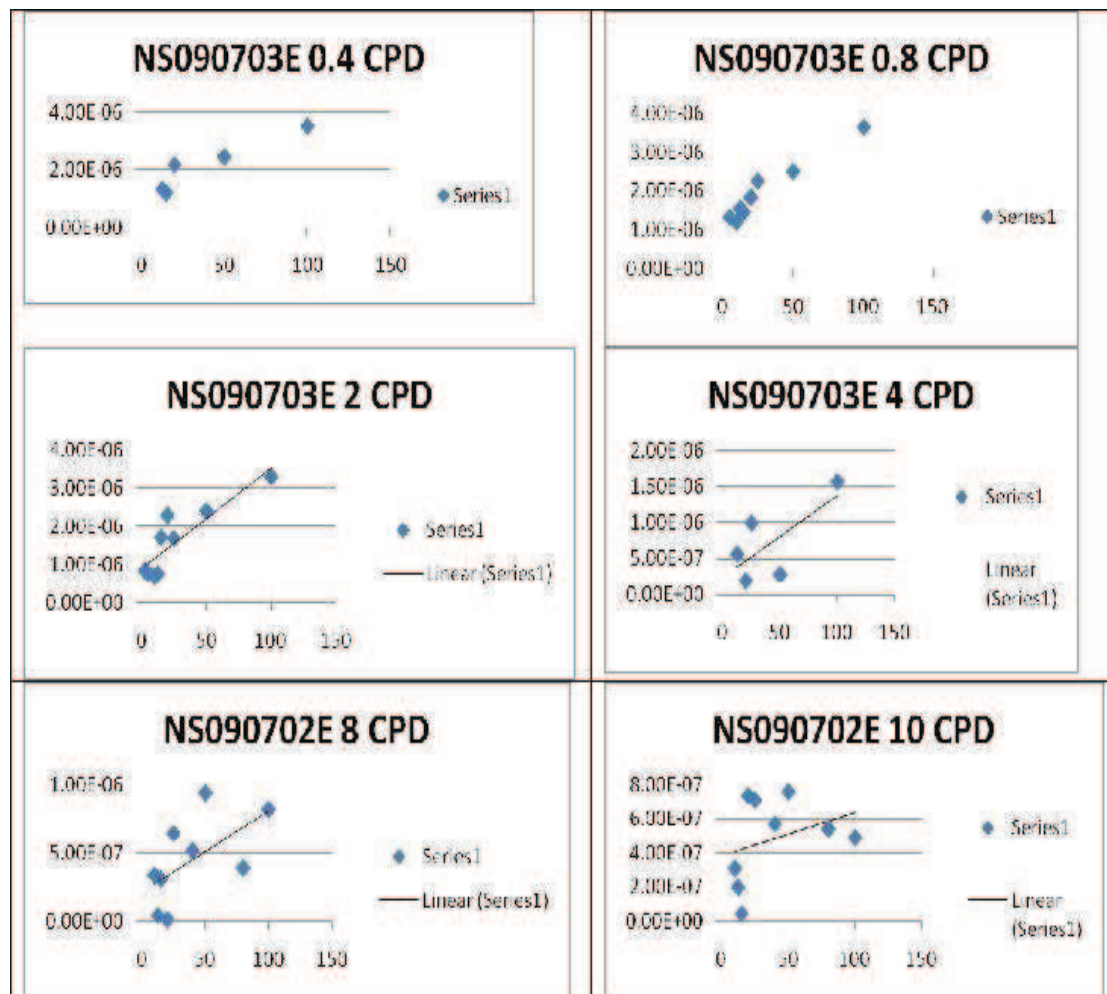 NS090703E 0.4 CPD
4.00E-06
2.00E-06
0.00E+00
0 50 100 150
Series1
NS090703E 0.8 CPD
4.00E-06
3.00E-06
2.00E-06
1.00E-06
0.00E+00
0 50 100 150
Series1
NS090703E 2 CPD
4.00E-06
3.00E-06
2.00E-06
1.00E-06
0.00E+00
0 50 100 150
Series1
Linear (Series1)
NS090703E 4 CPD
2.00E-06
1.50E-06
1.00E-06
5.00E-07
0.00E+00
0 50 100 150
Series1
Linear
(Series1)
NS090702E 8 CPD
1.00E-06
5.00E-07
0.00E+00
0 50 100 150
Series1
Linear (Series1)
NS090702E 10 CPD
8.00E-07
6.00E-07
4.00E-07
2.00E-07
0.00E+00
0 50 100 150
Series1
Linear
(Series1)